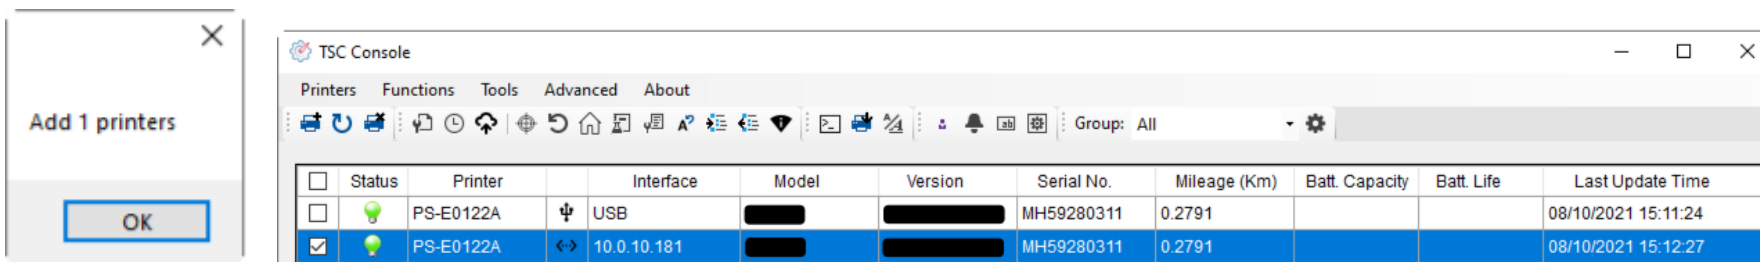 Add 1 printers
OK
TSC Console
Printers Functions Tools Advanced About
Group: All
Status Printer Interface Model Version Serial No. Mileage (Km) Batt. Capacity Batt. Life Last Update Time
PS-E0122A USB MH59280311 0.2791 08/10/2021 15:11:24
PS-E0122A 10.0.10.181 MH59280311 0.2791 08/10/2021 15:12:27